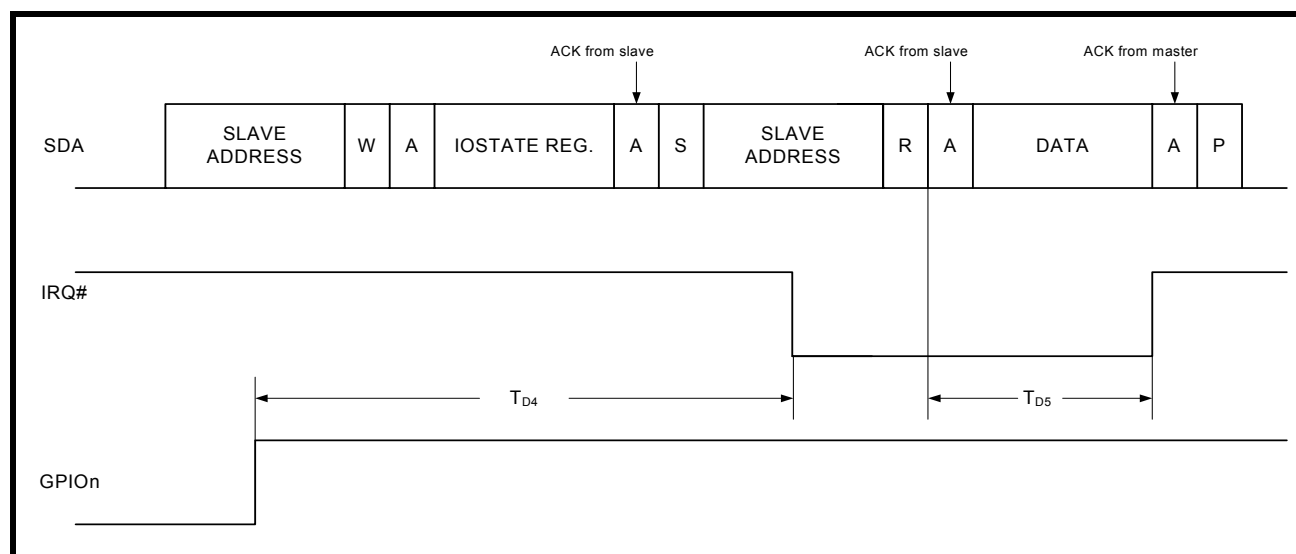 ACK from slave
ACK from slave
ACK from master
SDA
SLAVE
ADDRESS
W
A
IOSTATE REG.
A
S
SLAVE
ADDRESS
R
A
DATA
A
P
IRQ#
TD4
TD5
GPIOn